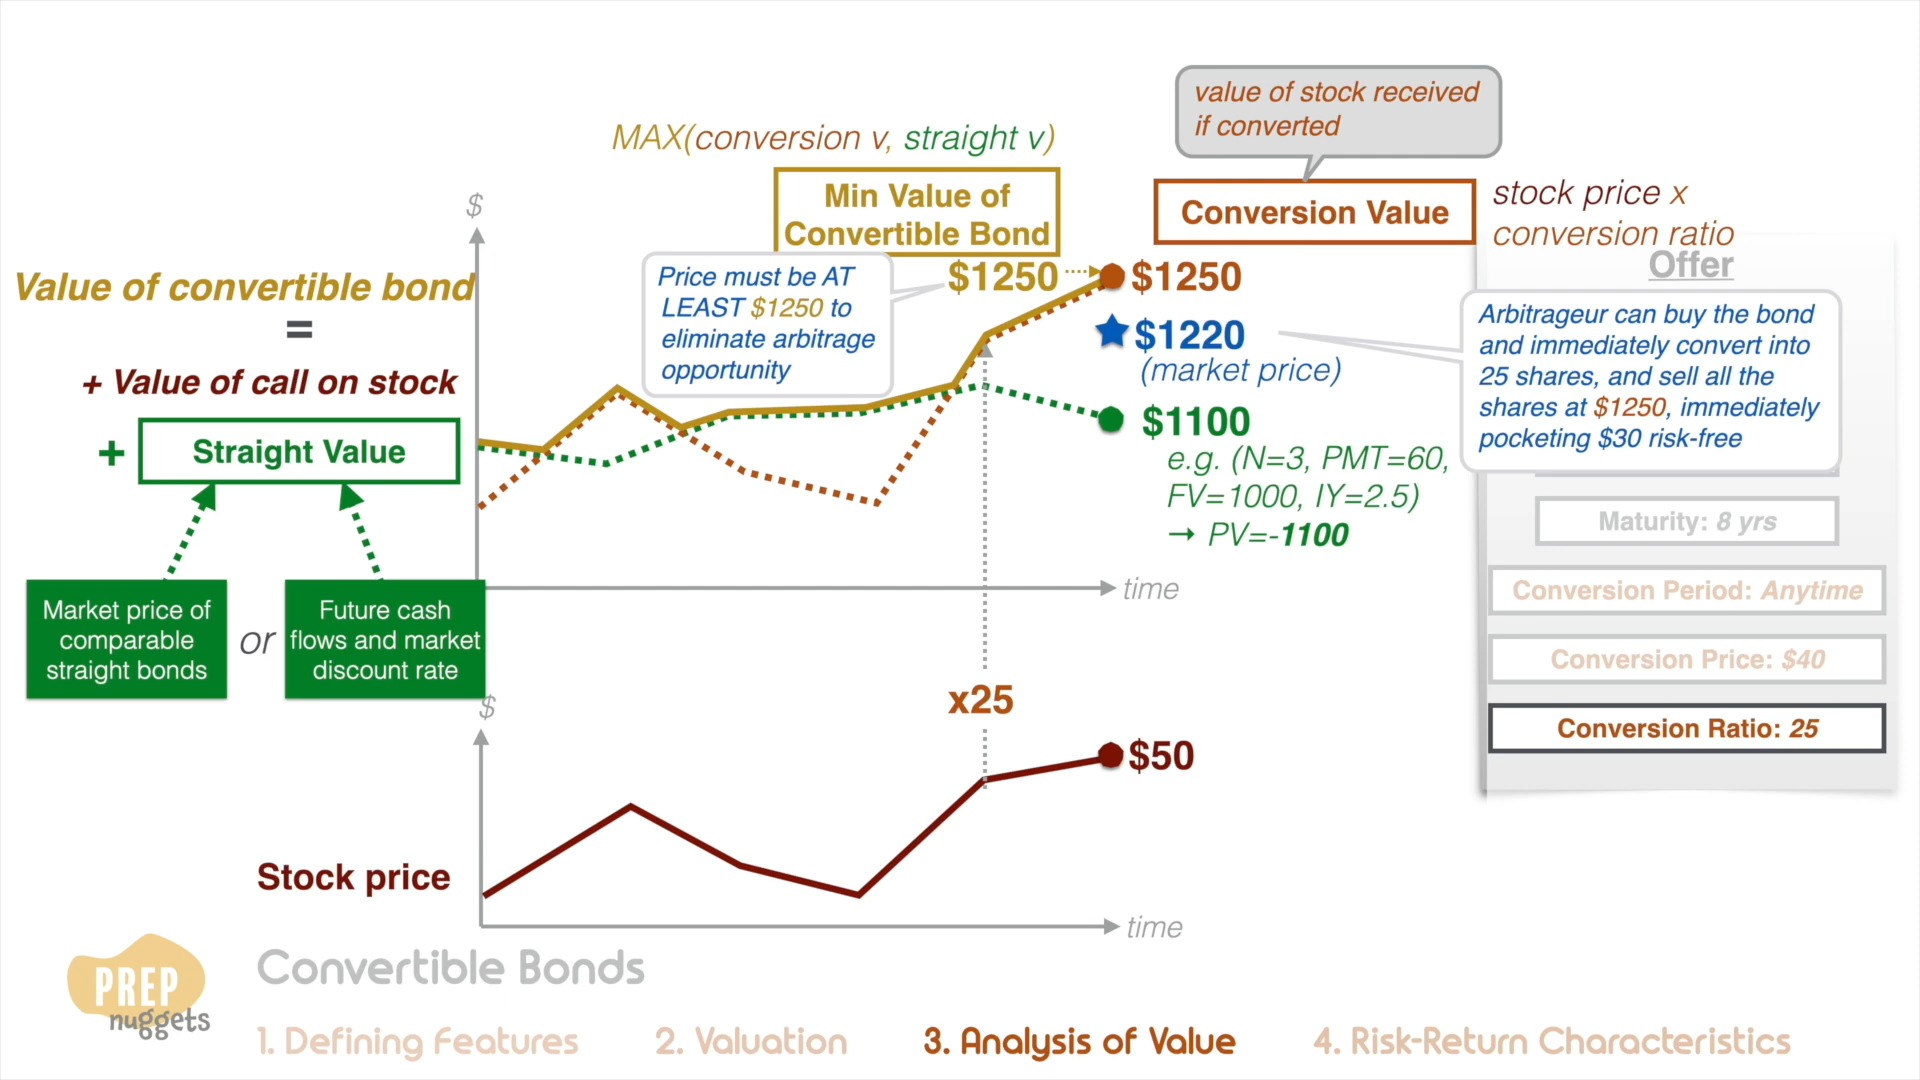 value of stock received
if converted
MAX(conversion v, straight v)
Min Value of
Convertible Bond
Conversion Value
stock price x
conversion ratio
$
Offer
Value of convertible bond
=
+ Value of call on stock
+
Straight Value
Price must be AT
LEAST $1250 to
eliminate arbitrage
opportunity
$1250
$1250
$1220
(market price)
Arbitrageur can buy the bond
and immediately convert into
25 shares, and sell all the
shares at $1250, immediately
pocketing $30 risk-free
$1100
e.g. (N=3, PMT=60,
FV=1000, IY=2.5)
→ PV=-1100
Maturity: 8 yrs
Conversion Period: Anytime
Conversion Price: $40
Conversion Ratio: 25
time
Market price of
comparable
straight bonds
or
Future cash
flows and market
discount rate
$
x25
$50
Stock price
time
PREP
nuggets
Convertible Bonds
1. Defining Features
2. Valuation
3. Analysis of Value
4. Risk-Return Characteristics